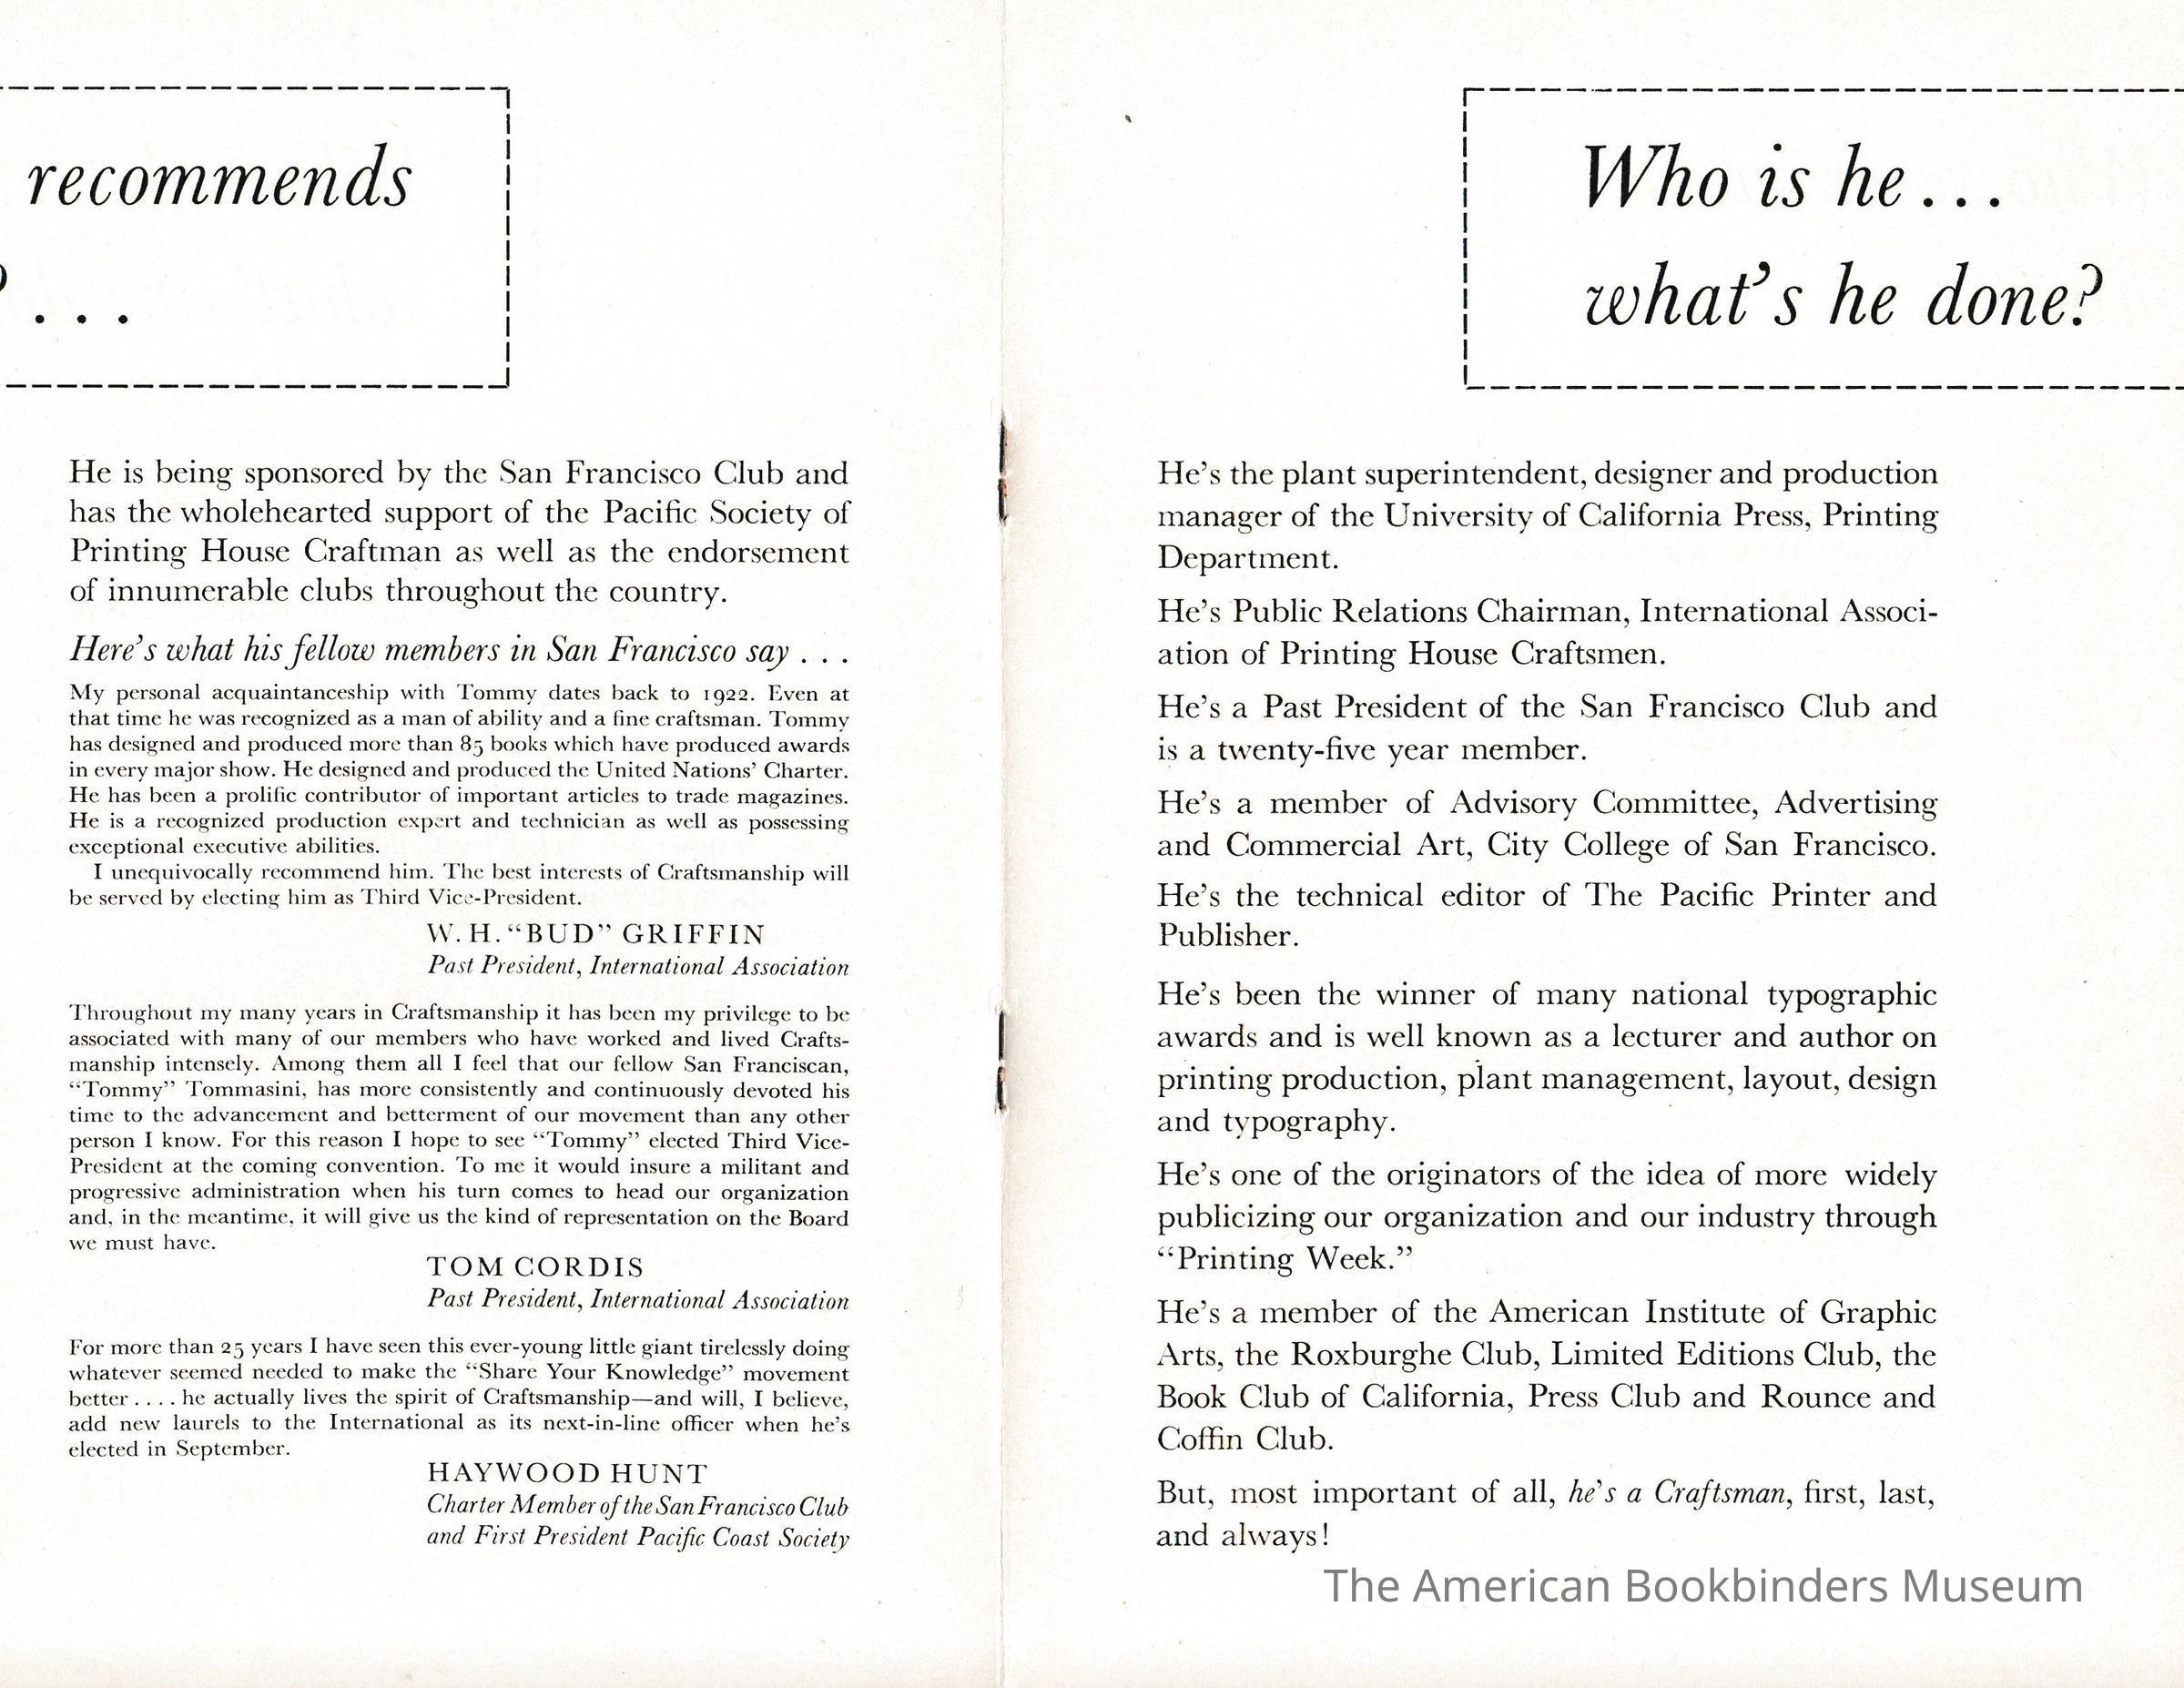 recommends
? . . .
He is being sponsored by the San Francisco Club and
has the wholehearted support of the Pacific Society of
Printing House Craftman as well as the endorsement
of innumerable clubs throughout the country.
Here's what his fellow members in San Francisco say . . .
My personal acquaintanceship with Tommy dates back to 1922. Even at
that time he was recognized as a man of ability and a fine craftsman. Tommy
has designed and produced more than 85 books which have produced awards
in every major show. He designed and produced the United Nations' Charter.
He has been a prolific contributor of important articles to trade magazines.
He is a recognized production expert and technician as well as possessing
exceptional executive abilities.
I unequivocally recommend him. The best interests of Craftsmanship will
be served by electing him as Third Vice-President.
W. H. “BUD” GRIFFIN
Past President, International Association
Throughout my many years in Craftsmanship it has been my privilege to be
associated with many of our members who have worked and lived Crafts-
manship intensely. Among them all I feel that our fellow San Franciscan,
“Tommy” Tommasini, has more consistently and continuously devoted his
time to the advancement and betterment of our movement than any other
person I know. For this reason I hope to see “Tommy” elected Third Vice-
President at the coming convention. To me it would insure a militant and
progressive administration when his turn comes to head our organization
and, in the meantime, it will give us the kind of representation on the Board
we must have.
TOM CORDIS
Past President, International Association
For more than 25 years I have seen this ever-young little giant tirelessly doing
whatever seemed needed to make the “Share Your Knowledge” movement
better . . . . he actually lives the spirit of Craftsmanship—and will, I believe,
add new laurels to the International as its next-in-line officer when he's
elected in September.
HAYWOOD HUNT
Charter Member of the San Francisco Club
and First President Pacific Coast Society
Who is he . . .
what's he done?
He's the plant superintendent, designer and production
manager of the University of California Press, Printing
Department.
He's Public Relations Chairman, International Associ-
ation of Printing House Craftsmen.
He's a Past President of the San Francisco Club and
is a twenty-five year member.
He's a member of Advisory Committee, Advertising
and Commercial Art, City College of San Francisco.
He's the technical editor of The Pacific Printer and
Publisher.
He's been the winner of many national typographic
awards and is well known as a lecturer and author on
printing production, plant management, layout, design
and typography.
He's one of the originators of the idea of more widely
publicizing our organization and our industry through
“Printing Week.”
He's a member of the American Institute of Graphic
Arts, the Roxburghe Club, Limited Editions Club, the
Book Club of California, Press Club and Rounce and
Coffin Club.
But, most important of all, he's a Craftsman, first, last,
and always!
The American Bookbinders Museum